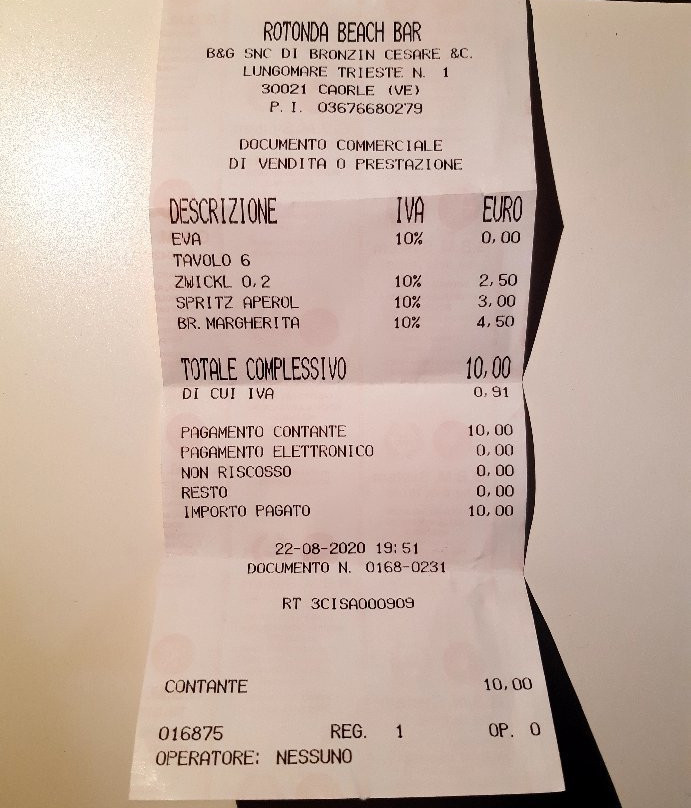 ROTONDA BEACH BAR
B&G SNC DI BRONZIN CESARE &C.
LUNGOMARE TRIESTE N. 1
30021 CAORLE (VE)
P. I. 03676680279
DOCUMENTO COMMERCIALE
DI VENDITA O PRESTAZIONE
DESCRIZIONE IVA EURO
EVA 10% 0,00
TAVOLO 6
ZWICKL 0,2 10% 2,50
SPRITZ APEROL 10% 3,00
BR.MARGHERITA 10% 4,50
TOTALE COMPLESSIVO 10,00
DI CUI IVA 0,91
PAGAMENTO CONTANTE 10,00
PAGAMENTO ELETTRONICO 0,00
NON RISCOSSO 0,00
RESTO 0,00
IMPORTO PAGATO 10,00
22-08-2020 19:51
DOCUMENTO N. 0168-0231
RT 3CISA000909
CONTANTE 10,00
016875 REG. 1 OP. 0
OPERATORE: NESSUNO